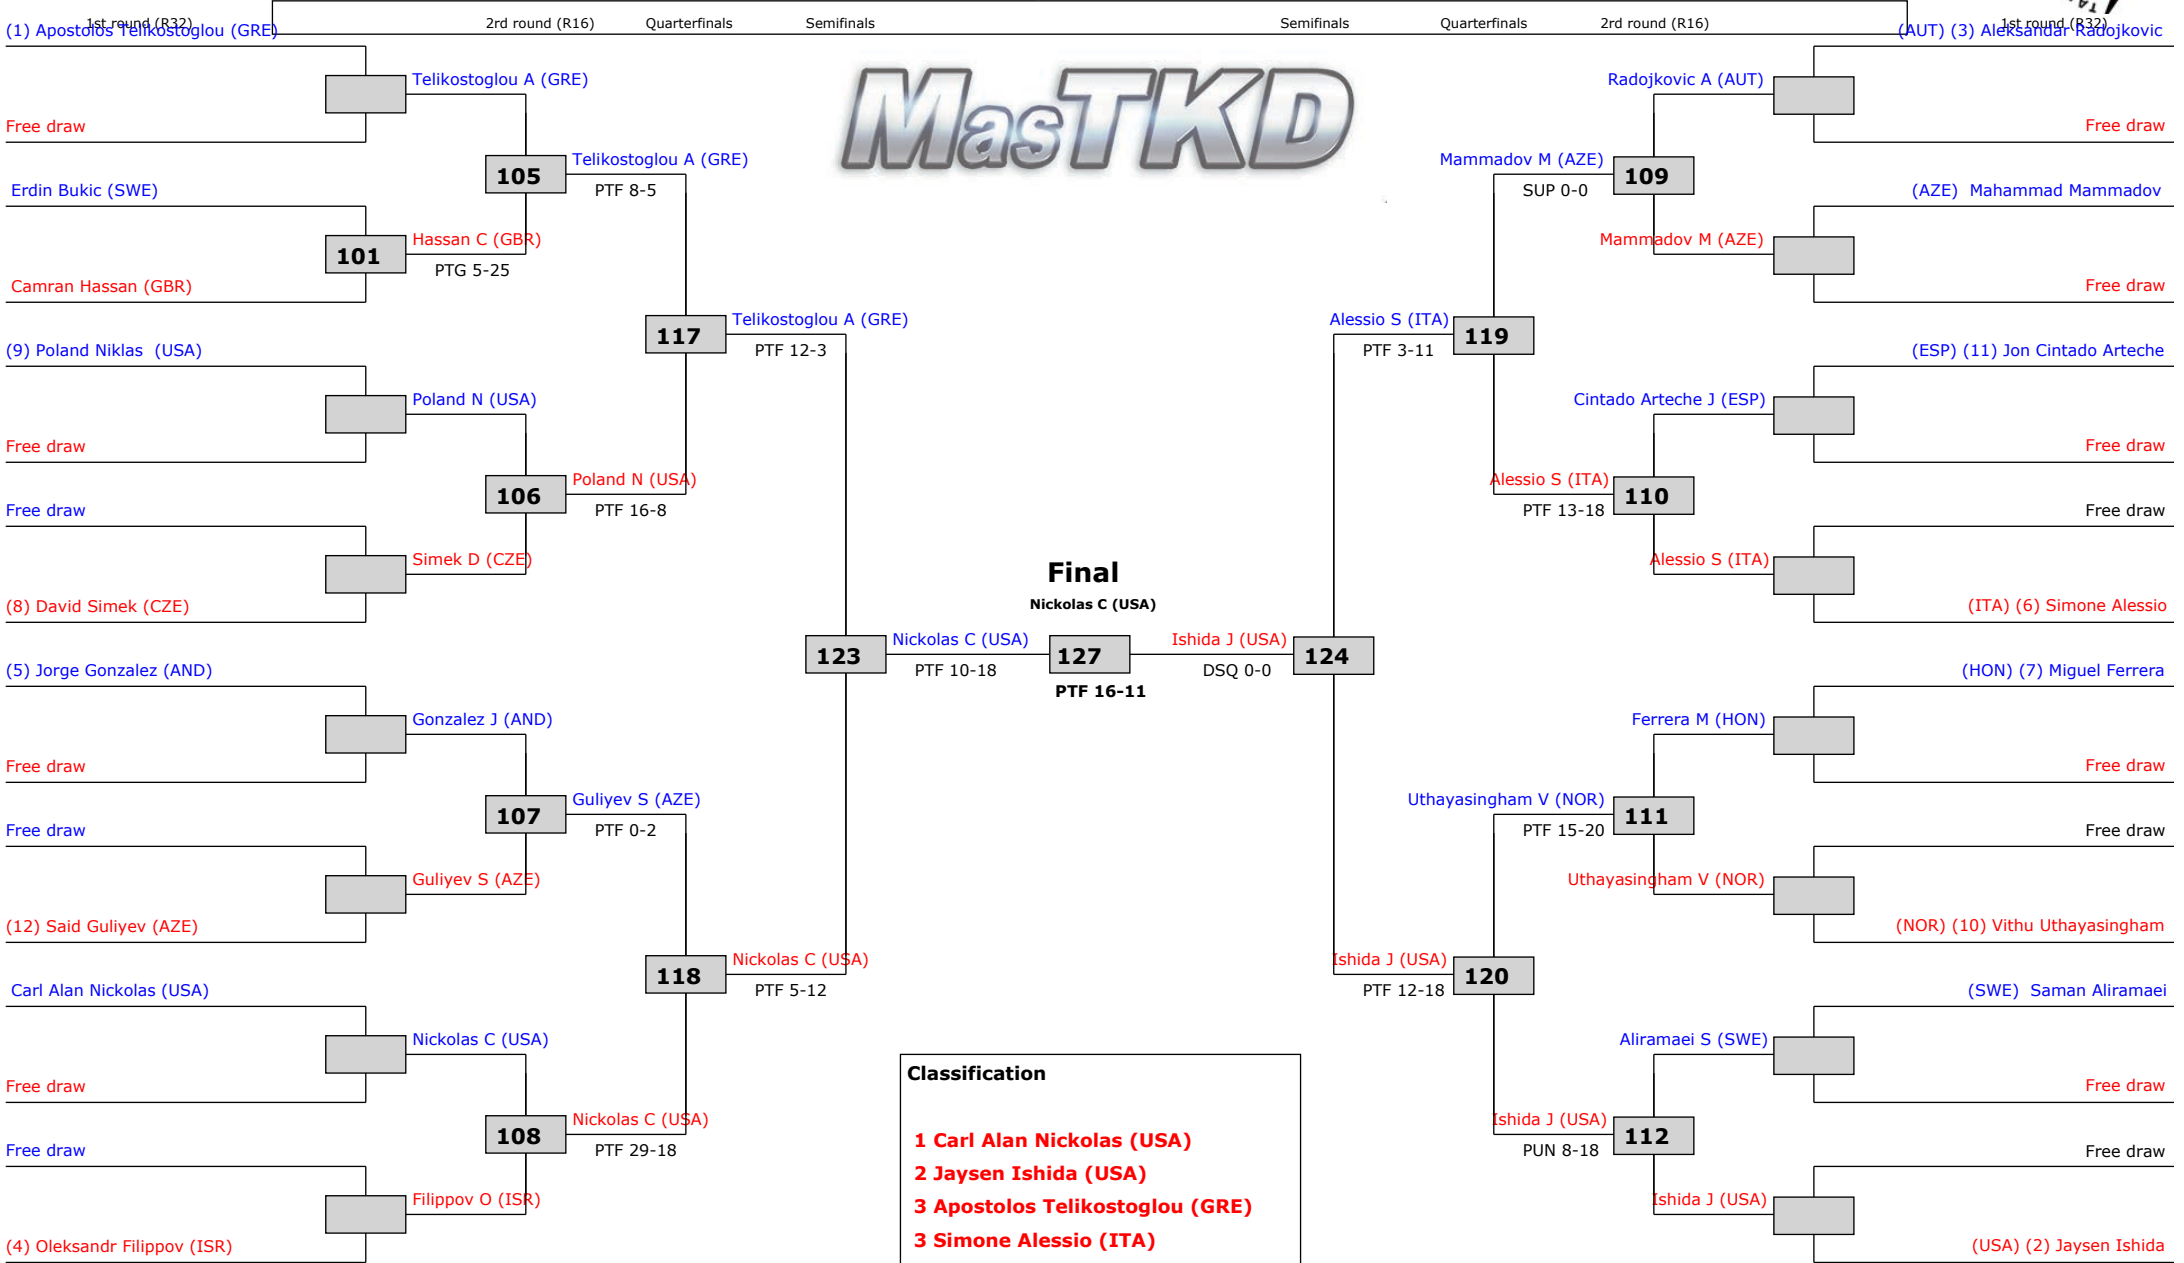 1st round (R32)
2rd round (R16)
Quarterfinals
Semifinals
Semifinals
Quarterfinals
2rd round (R16)
1st round (R32)
(1) Apostolos Telikostoglou (GRE)
Free draw
Erdin Bukic (SWE)
Camran Hassan (GBR)
(9) Poland Niklas (USA)
Free draw
Free draw
(8) David Simek (CZE)
(5) Jorge Gonzalez (AND)
Free draw
Free draw
(12) Said Guliyev (AZE)
Carl Alan Nickolas (USA)
Free draw
Free draw
(4) Oleksandr Filippov (ISR)
101
Telikostoglou A (GRE)
Hassan C (GBR)
PTG 5-25
Poland N (USA)
Simek D (CZE)
Gonzalez J (AND)
Guliyev S (AZE)
Nickolas C (USA)
Filippov O (ISR)
105
106
107
108
Telikostoglou A (GRE)
PTF 8-5
Poland N (USA)
PTF 16-8
Guliyev S (AZE)
PTF 0-2
Nickolas C (USA)
PTF 29-18
117
118
Telikostoglou A (GRE)
PTF 12-3
Nickolas C (USA)
PTF 5-12
123
Nickolas C (USA)
PTF 10-18
MasTKD
Final
Nickolas C (USA)
127
PTF 16-11
Ishida J (USA)
DSQ 0-0
124
Alessio S (ITA)
PTF 3-11
Ishida J (USA)
PTF 12-18
119
120
Mammadov M (AZE)
SUP 0-0
Alessio S (ITA)
PTF 13-18
Uthayasingham V (NOR)
PTF 15-20
Ishida J (USA)
PUN 8-18
109
110
111
112
Radojkovic A (AUT)
Mammadov M (AZE)
Cintado Arteche J (ESP)
Alessio S (ITA)
Ferrera M (HON)
Uthayasingham V (NOR)
Aliramaei S (SWE)
Ishida J (USA)
(AUT) (3) Aleksandar Radojkovic
Free draw
(AZE) Mahammad Mammadov
Free draw
(ESP) (11) Jon Cintado Arteche
Free draw
Free draw
(ITA) (6) Simone Alessio
(HON) (7) Miguel Ferrera
Free draw
Free draw
(NOR) (10) Vithu Uthayasingham
(SWE) Saman Aliramaei
Free draw
Free draw
(USA) (2) Jaysen Ishida
Classification
1 Carl Alan Nickolas (USA)
2 Jaysen Ishida (USA)
3 Apostolos Telikostoglou (GRE)
3 Simone Alessio (ITA)